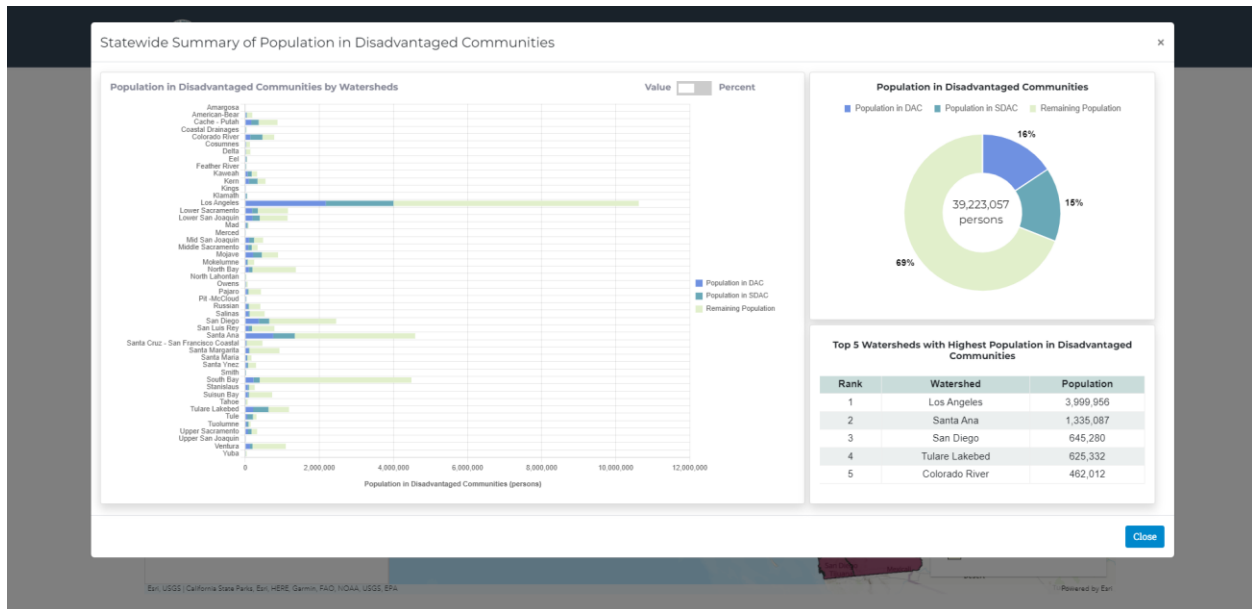 Statewide Summary of Population in Disadvantaged Communities
×
Population in Disadvantaged Communities by Watersheds
Value Percent
Amargosa
American-Bear
Cache - Putah
Coastal Drainages
Colorado River
Cosumnes
Delta
Eel
Feather River
Kaweah
Kern
Kings
Klamath
Los Angeles
Lower Sacramento
Lower San Joaquin
Mad
Merced
Mid San Joaquin
Middle Sacramento
Mojave
Mokelumne
North Bay
North Lahontan
Owens
Pajaro
Pit -McCloud
Russian
Salinas
San Diego
San Luis Rey
Santa Ana
Santa Cruz - San Francisco Coastal
Santa Margarita
Santa Maria
Santa Ynez
Smith
South Bay
Stanislaus
Suisun Bay
Tahoe
Tulare Lakebed
Tule
Tuolumne
Upper Sacramento
Upper San Joaquin
Ventura
Yuba
0 2,000,000 4,000,000 6,000,000 8,000,000 10,000,000 12,000,000
Population in Disadvantaged Communities (persons)
Population in DAC
Population in SDAC
Remaining Population
Population in Disadvantaged Communities
Population in DAC Population in SDAC Remaining Population
16%
15%
69%
39,223,057
persons
Top 5 Watersheds with Highest Population in Disadvantaged
Communities
Rank Watershed Population
1 Los Angeles 3,999,956
2 Santa Ana 1,335,087
3 San Diego 645,280
4 Tulare Lakebed 625,332
5 Colorado River 462,012
Close
San Diego
Esri, USGS | California State Parks, Esri, HERE, Garmin, FAO, NOAA, USGS, EPA
Powered by Esri